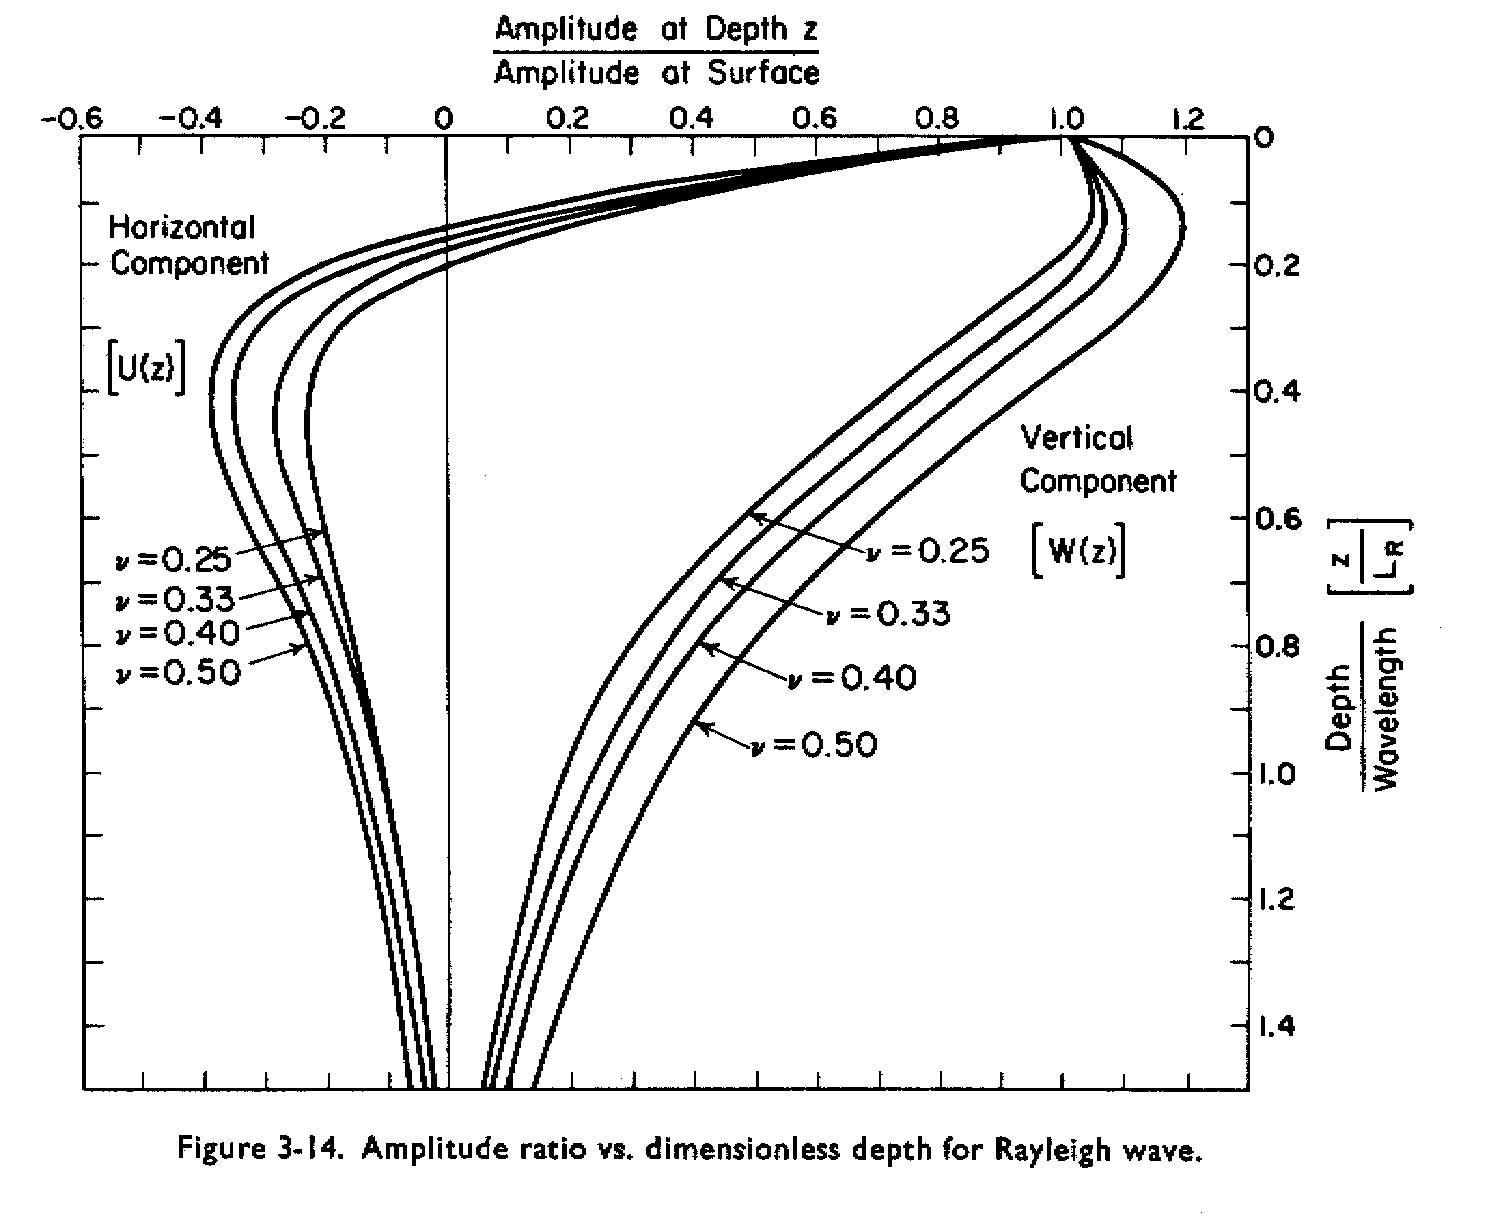 Amplitude at Depth z
Amplitude at Surface
-0.6 -0.4 -0.2 0 0.2 0.4 0.6 0.8 1.0 1.2
0
Horizontal
Component
0.2
[U(z)]
0.4
Vertical
Component
0.6
[W(z)]
ν = 0.25
ν = 0.33
ν = 0.40
ν = 0.50
ν = 0.25
ν = 0.33
ν = 0.40
ν = 0.50
0.8
1.0
1.2
1.4
Depth
Wavelength
[z
L_R]
Figure 3-14. Amplitude ratio vs. dimensionless depth for Rayleigh wave.